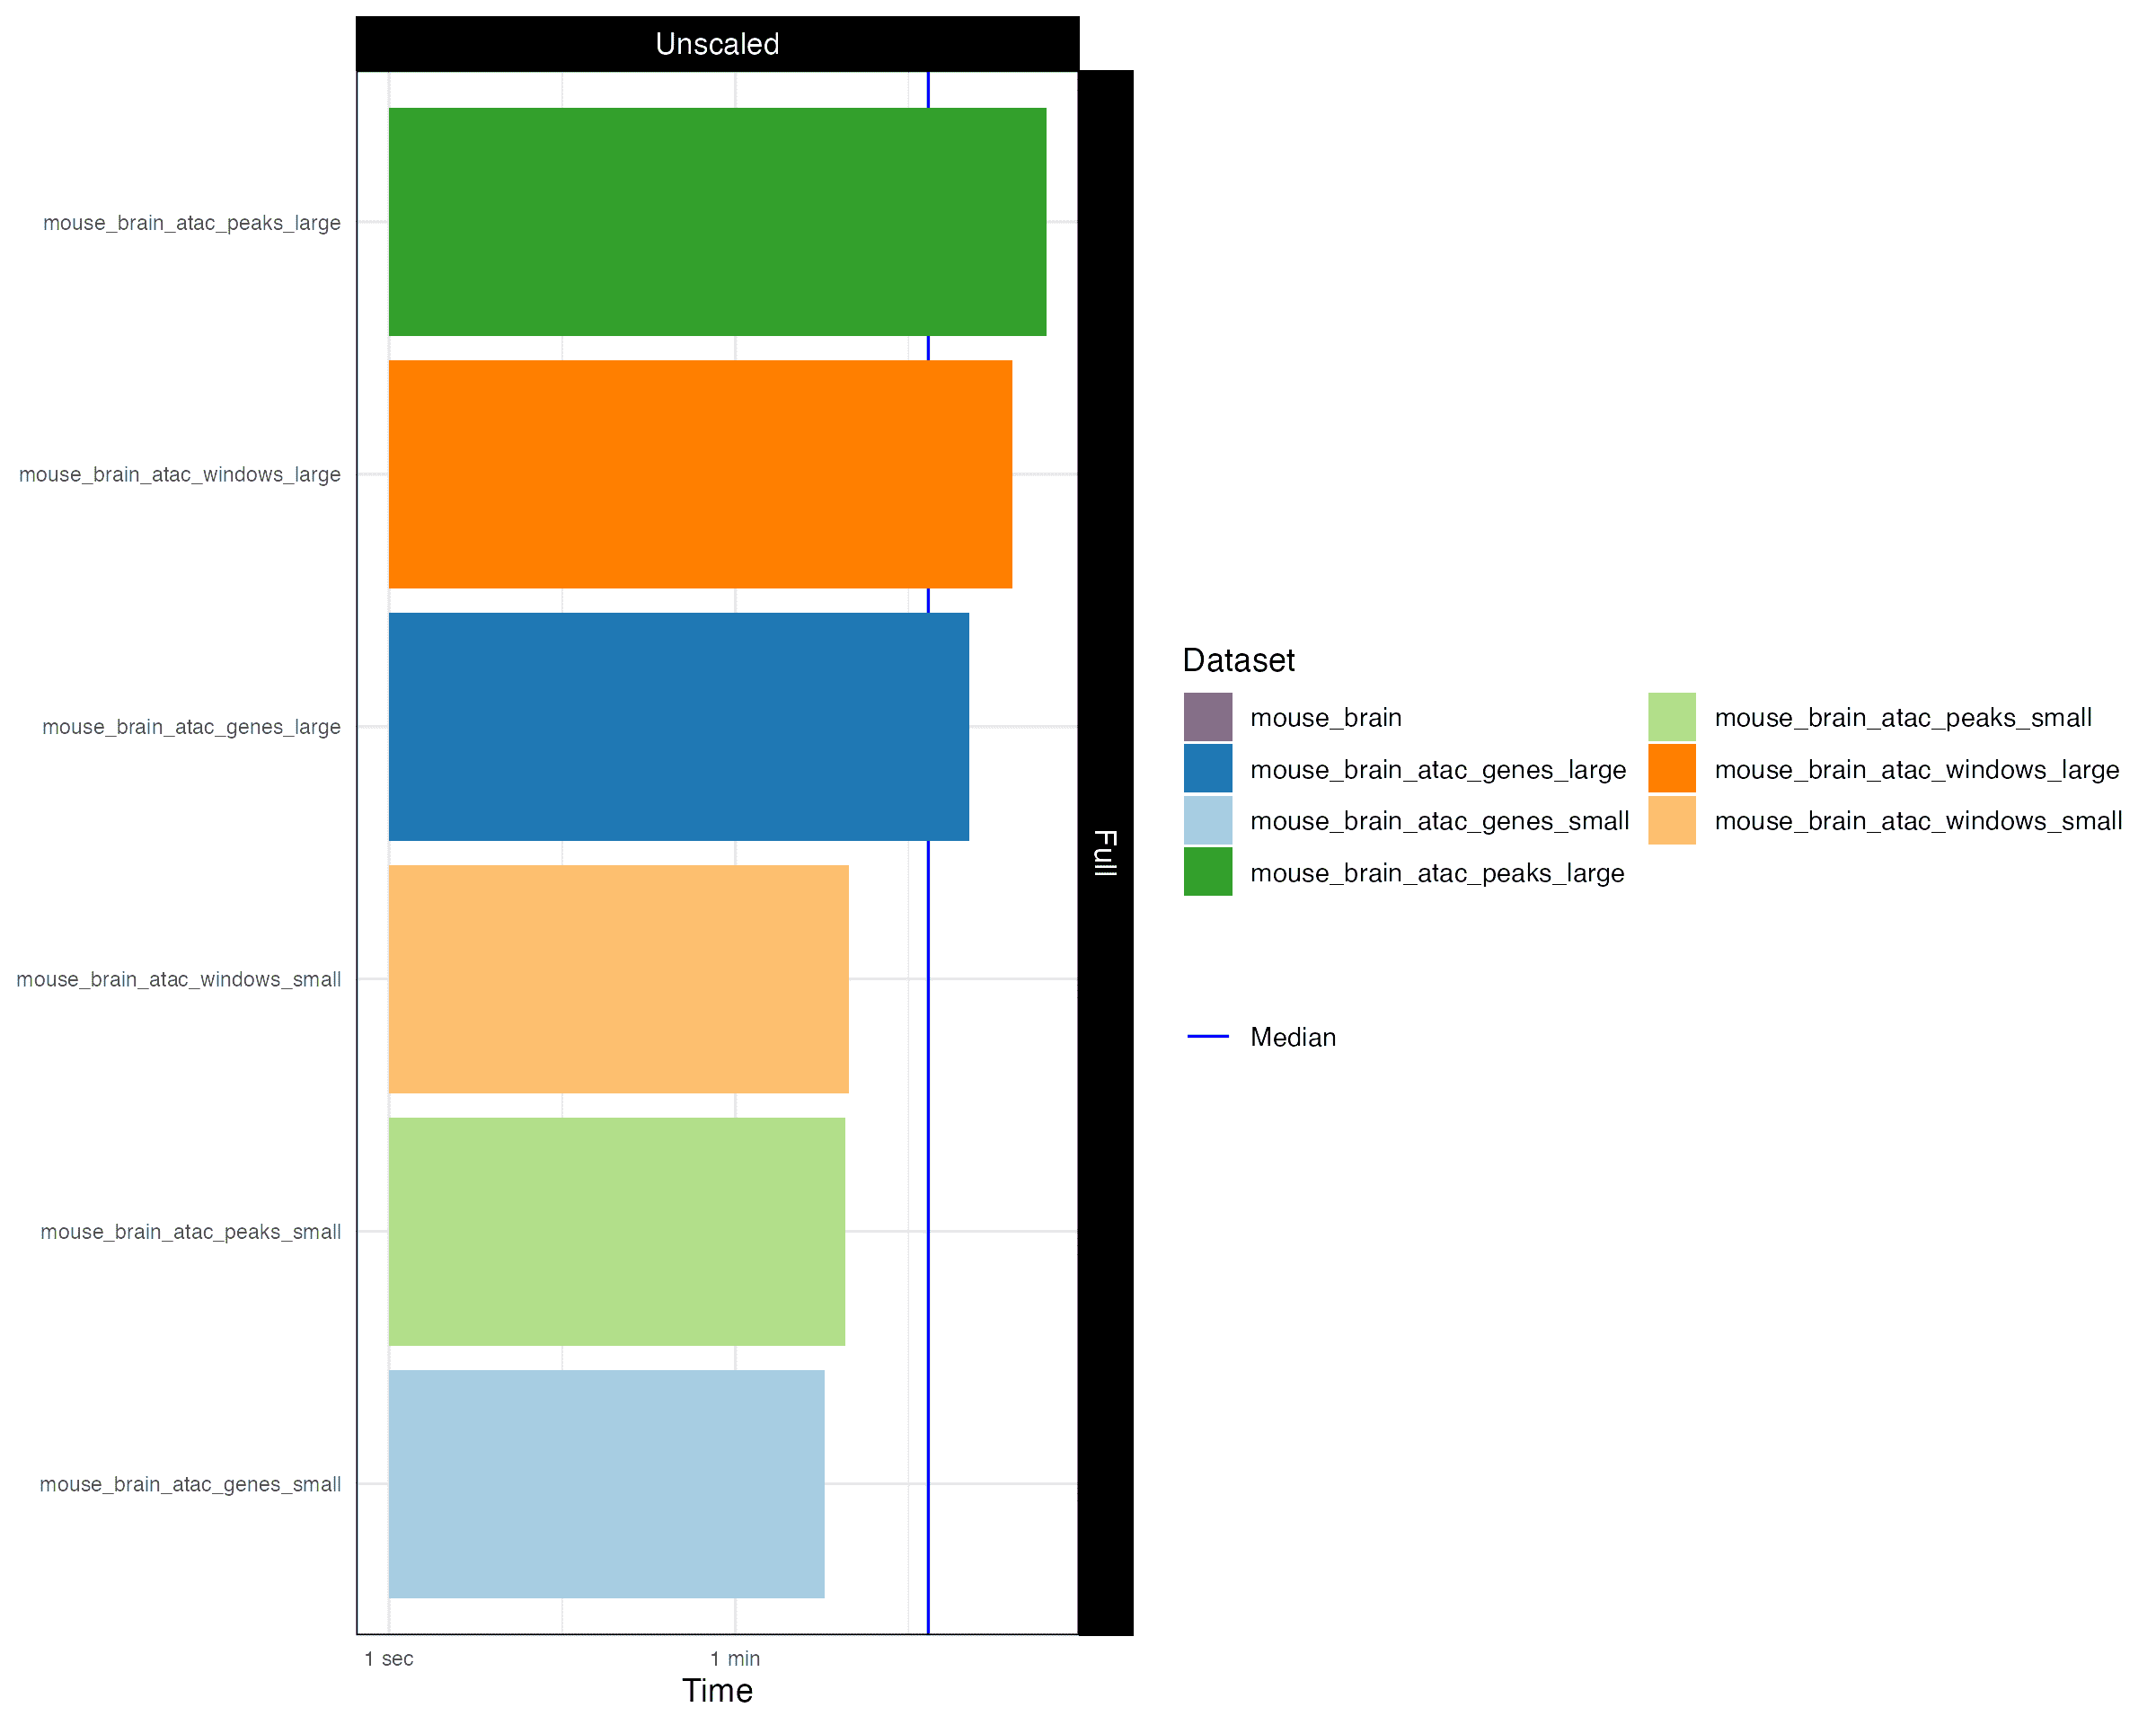 Unscaled
mouse_brain_atac_peaks_large
mouse_brain_atac_windows_large
mouse_brain_atac_genes_large
mouse_brain_atac_windows_small
mouse_brain_atac_peaks_small
mouse_brain_atac_genes_small
1 sec
1 min
Time
Full
Dataset
mouse_brain
mouse_brain_atac_genes_large
mouse_brain_atac_genes_small
mouse_brain_atac_peaks_large
mouse_brain_atac_peaks_small
mouse_brain_atac_windows_large
mouse_brain_atac_windows_small
Median